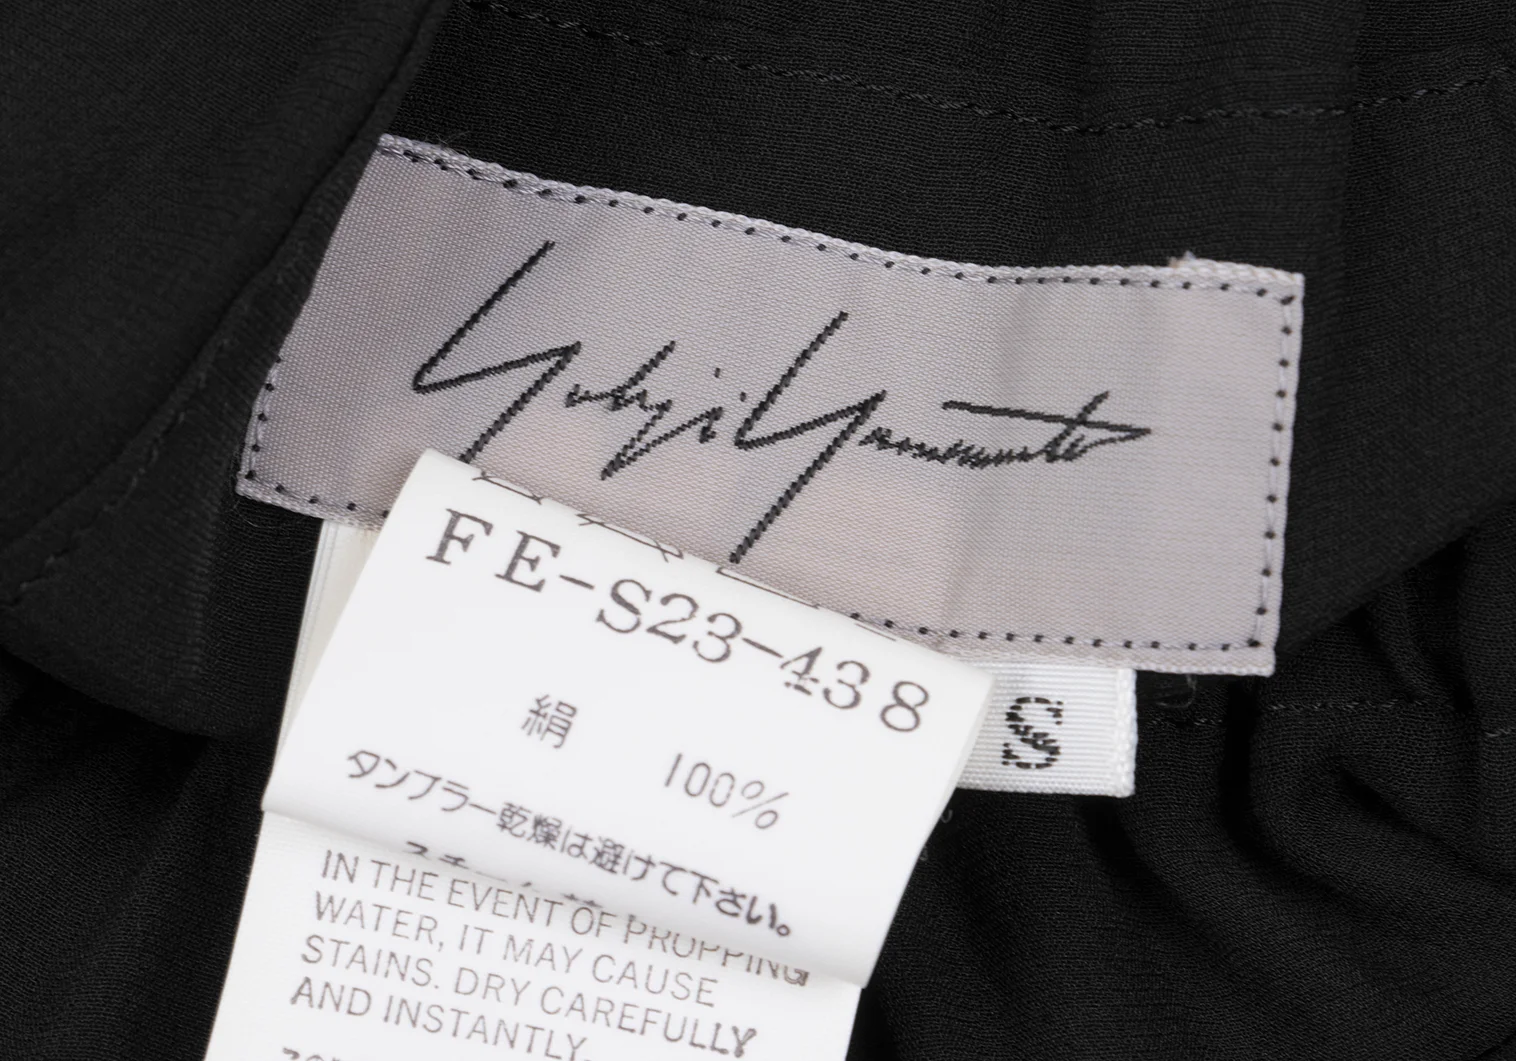 Yohji Yamamoto
FE-S23-438
絹 100%
タンブラー乾燥は避けて下さい。
S
IN THE EVENT OF PROPPING
WATER, IT MAY CAUSE
STAINS. DRY CAREFULLY
AND INSTANTLY.